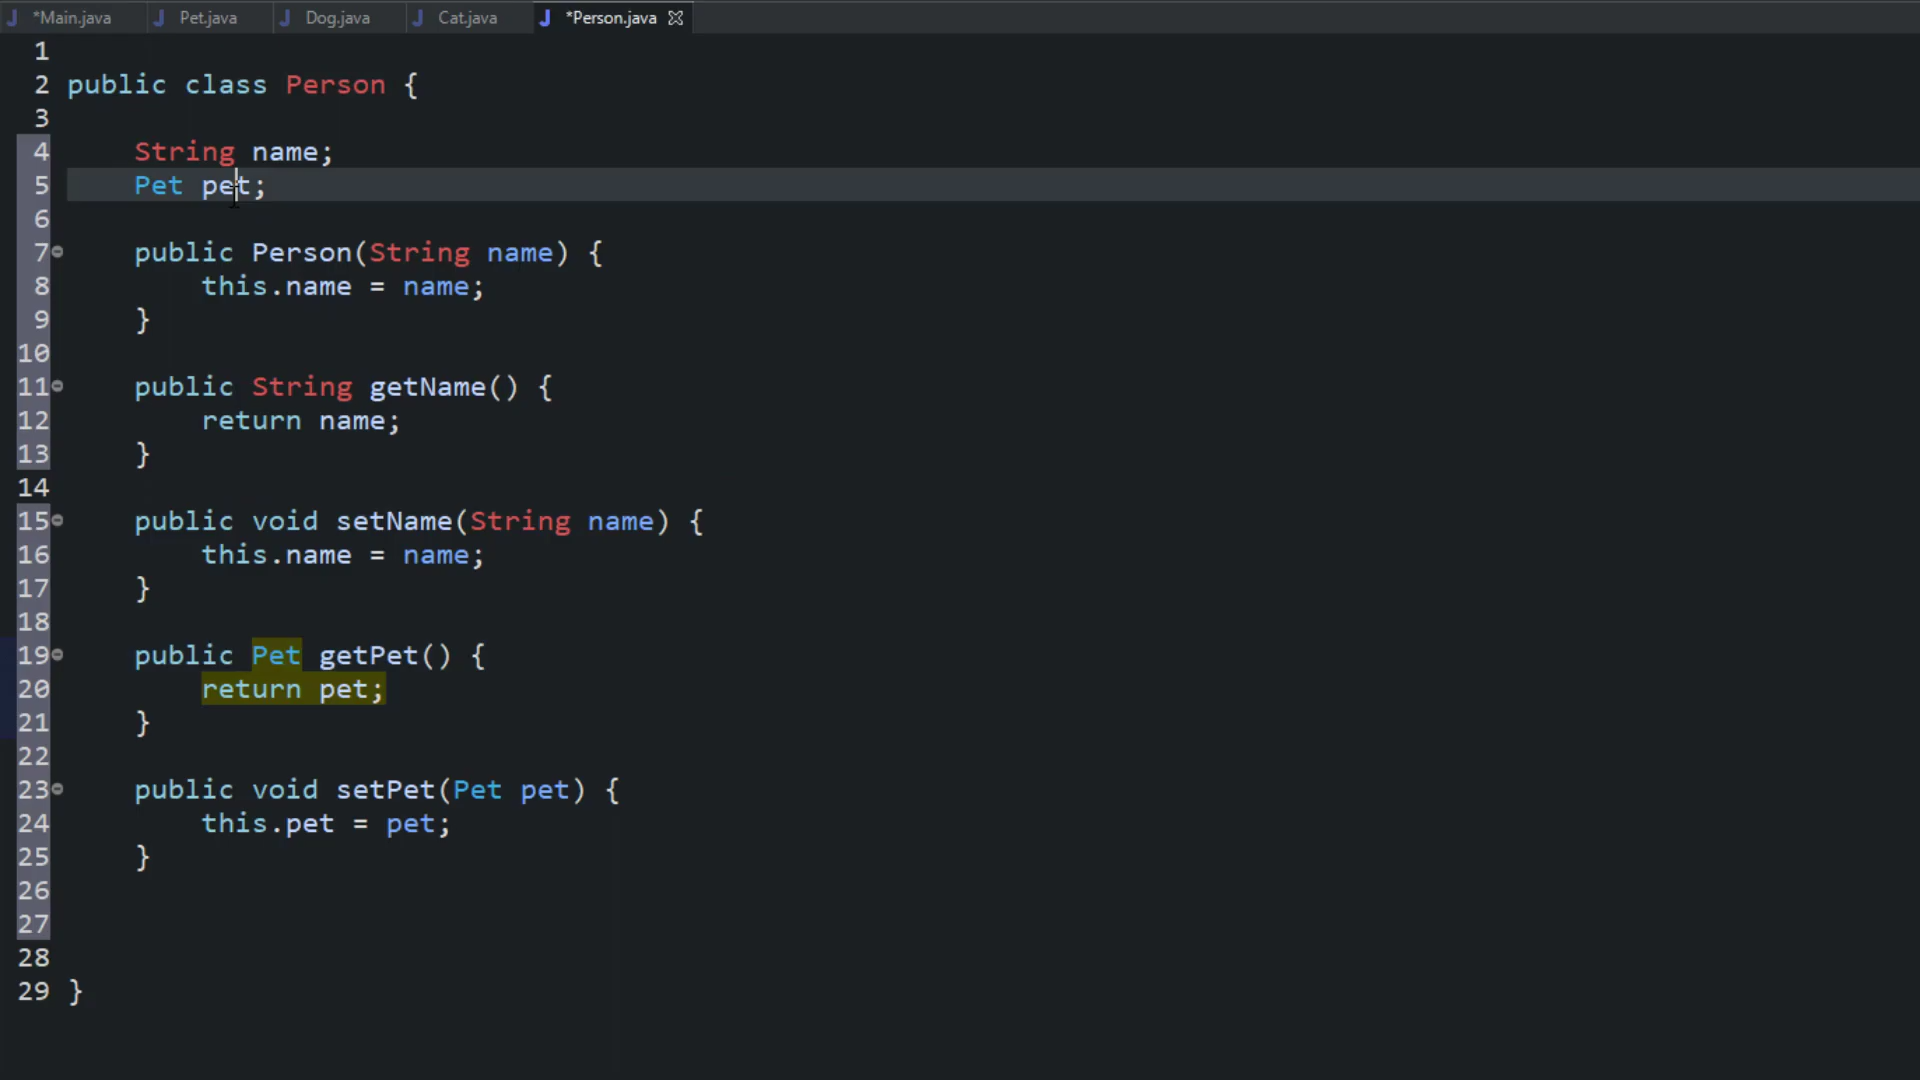 *Main.java Pet.java Dog.java Cat.java *Person.java
1
2 public class Person {
3
4 String name;
5 Pet pet;
6
7 public Person(String name) {
8 this.name = name;
9 }
10
11 public String getName() {
12 return name;
13 }
14
15 public void setName(String name) {
16 this.name = name;
17 }
18
19 public Pet getPet() {
20 return pet;
21 }
22
23 public void setPet(Pet pet) {
24 this.pet = pet;
25 }
26
27
28
29 }